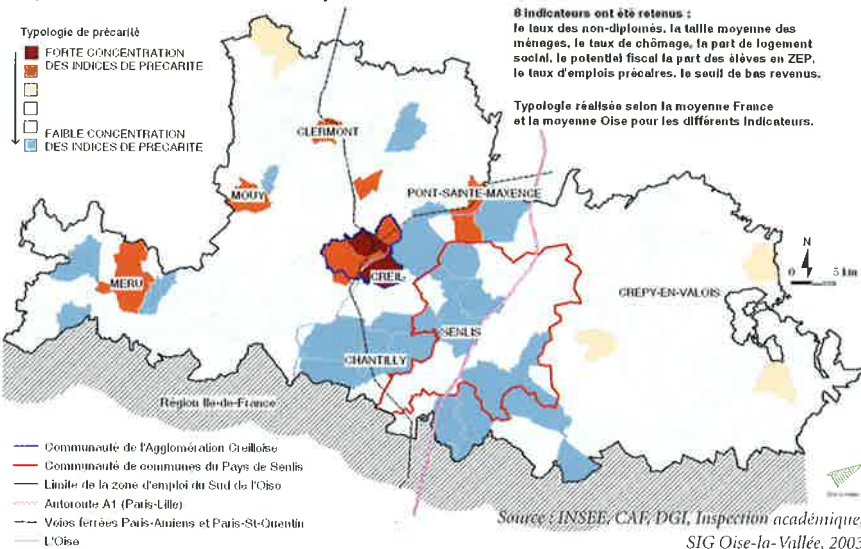 Typologie de précarité
FORTE CONCENTRATION
DES INDICES DE PRECARITE
FAIBLE CONCENTRATION
DES INDICES DE PRECARITE
8 indicateurs ont été retenus :
le taux des non-diplômés, la taille moyenne des
ménages, le taux de chômage, la part de logement
social, le potentiel fiscal la part des élèves en ZEP,
le taux d'emplois précaires, le seuil de bas revenus.
Typologie réalisée selon la moyenne France
et la moyenne Oise pour les différents indicateurs.
CLERMONT
MOUY
PONT-SAINTE-MAXENCE
MERU
CREIL
N
0 5 km
CREPY-EN-VALOIS
SENLIS
CHANTILLY
Région Ile-de-France
Communauté de l'Agglomération Creilloise
Communauté de communes du Pays de Senlis
Limite de la zone d'emploi du Sud de l'Oise
Autoroute A1 (Paris-Lille)
Voies ferrées Paris-Amiens et Paris-St-Quentin
L'Oise
Source : INSEE, CAF, DGI, Inspection académique,
SIG Oise-la-Vallée, 2003